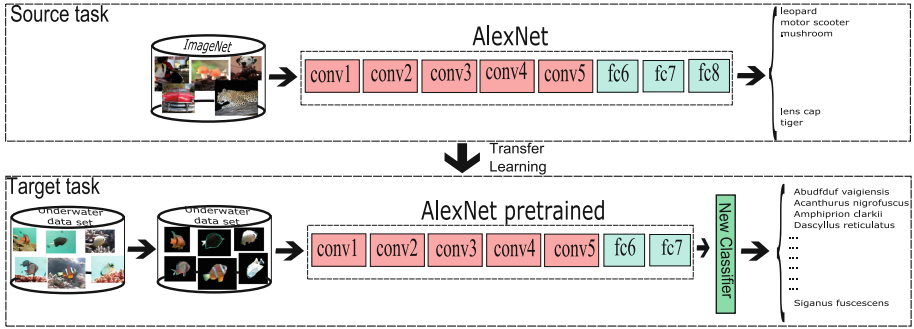 Source task
ImageNet
AlexNet
conv1 conv2 conv3 conv4 conv5 fc6 fc7 fc8
leopard
motor scooter
mushroom
lens cap
tiger
Transfer
Learning
Target task
Underwater
data set
Underwater
data set
AlexNet pretrained
conv1 conv2 conv3 conv4 conv5 fc6 fc7
New Classifier
Abudfduf vaigiensis
Acanthurus nigrofuscus
Amphiprion clarkii
Dascyllus reticulatus
...
...
...
...
...
...
Siganus fuscescens